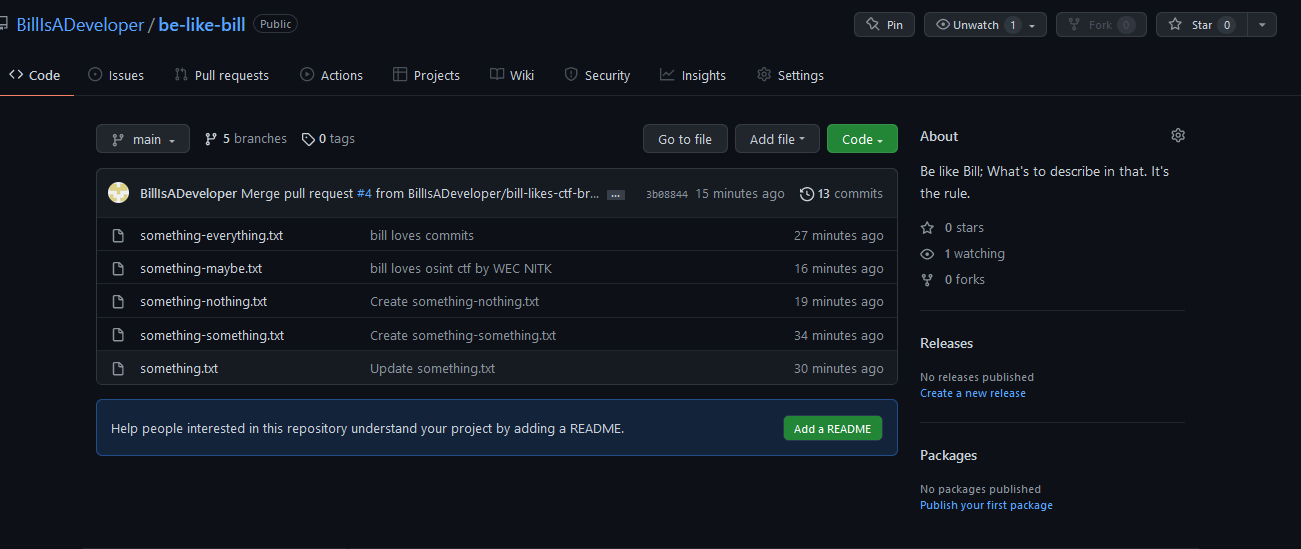 BillIsADeveloper / be-like-bill Public
Pin Unwatch 1 Fork 0 Star 0
Code Issues Pull requests Actions Projects Wiki Security Insights Settings
main 5 branches 0 tags Go to file Add file Code
BillIsADeveloper Merge pull request #4 from BillIsADeveloper/bill-likes-ctf-br... ... 3b08844 15 minutes ago 13 commits
something-everything.txt bill loves commits 27 minutes ago
something-maybe.txt bill loves osint ctf by WEC NITK 16 minutes ago
something-nothing.txt Create something-nothing.txt 19 minutes ago
something-something.txt Create something-something.txt 34 minutes ago
something.txt Update something.txt 30 minutes ago
Help people interested in this repository understand your project by adding a README. Add a README
About
Be like Bill; What's to describe in that. It's
the rule.
0 stars
1 watching
0 forks
Releases
No releases published
Create a new release
Packages
No packages published
Publish your first package